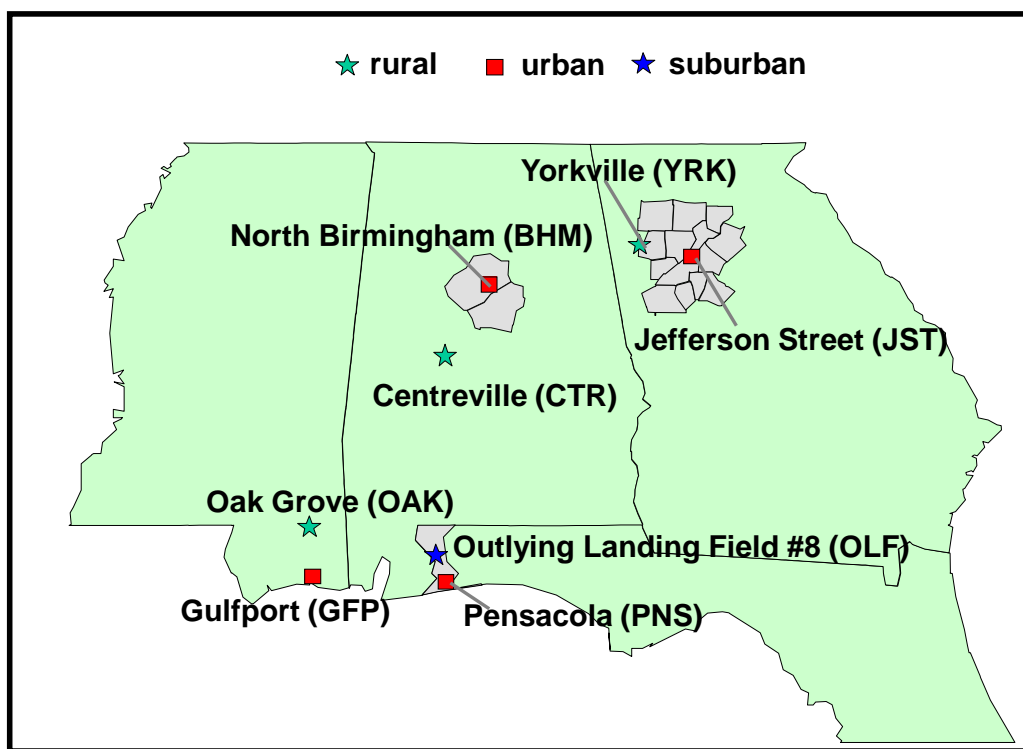 rural urban suburban
Yorkville (YRK)
North Birmingham (BHM)
Jefferson Street (JST)
Centreville (CTR)
Oak Grove (OAK)
Outlying Landing Field #8 (OLF)
Gulfport (GFP)
Pensacola (PNS)